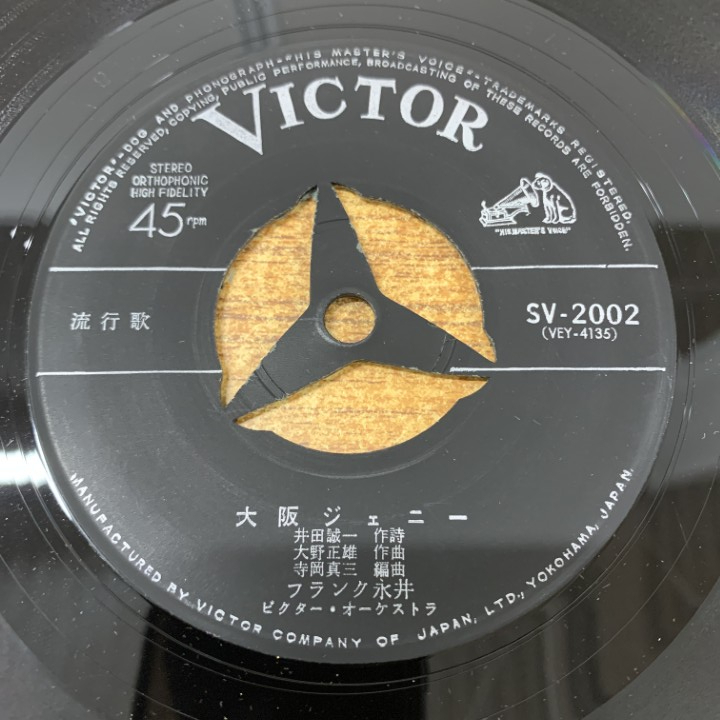 "VICTOR"-DOG AND PHONOGRAPH-"HIS MASTER'S VOICE"-TRADEMARKS REGISTERED,
ALL RIGHTS RESERVED, COPYING, PUBLIC PERFORMANCE, BROADCASTING OF THESE RECORDS ARE FORBIDDEN.
VICTOR
STEREO
ORTHOPHONIC
HIGH FIDELITY
45 rpm
"HIS MASTER'S VOICE"
流行歌
SV-2002
(VEY-4135)
大阪ジェニー
井田誠一 作詩
大野正雄 作曲
寺岡真三 編曲
フランク永井
ビクター・オーケストラ
MANUFACTURED BY VICTOR COMPANY OF JAPAN, LTD., YOKOHAMA, JAPAN.